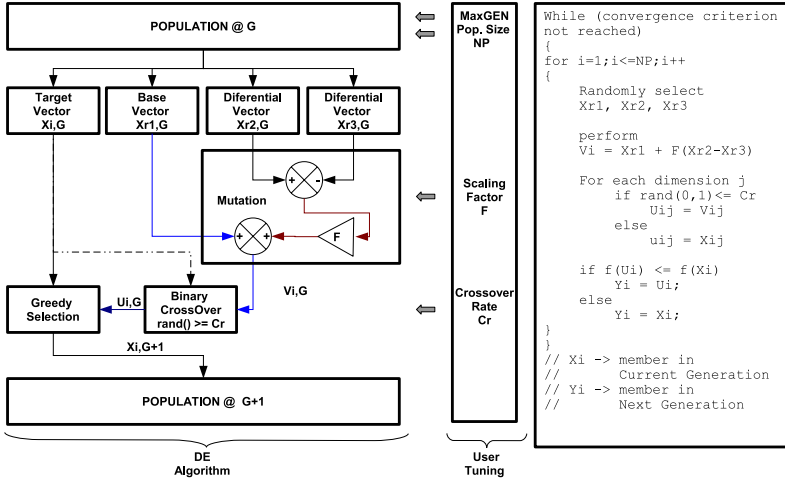 POPULATION @ G
Target
Vector
Xi,G
Base
Vector
Xr1,G
Diferential
Vector
Xr2,G
Diferential
Vector
Xr3,G
+
-
Mutation
+
+
F
Vi,G
Greedy
Selection
Ui,G
Binary
CrossOver
rand() >= Cr
Xi,G+1
POPULATION @ G+1
DE
Algorithm
MaxGEN
Pop. Size
NP
Scaling
Factor
F
Crossover
Rate
Cr
User
Tuning
While (convergence criterion
not reached)
{
for i=1;i<=NP;i++
{
Randomly select
Xr1, Xr2, Xr3
perform
Vi = Xr1 + F(Xr2-Xr3)
For each dimension j
if rand(0,1)<= Cr
Uij = Vij
else
uij = Xij
if f(Ui) <= f(Xi)
Yi = Ui;
else
Yi = Xi;
}
}
// Xi -> member in
// Current Generation
// Yi -> member in
// Next Generation